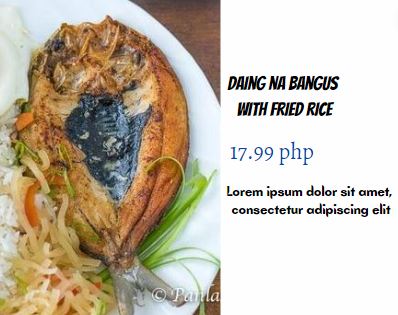 DAING NA BANGUS
WITH FRIED RICE
17.99 php
Lorem ipsum dolor sit amet,
consectetur adipiscing elit
©